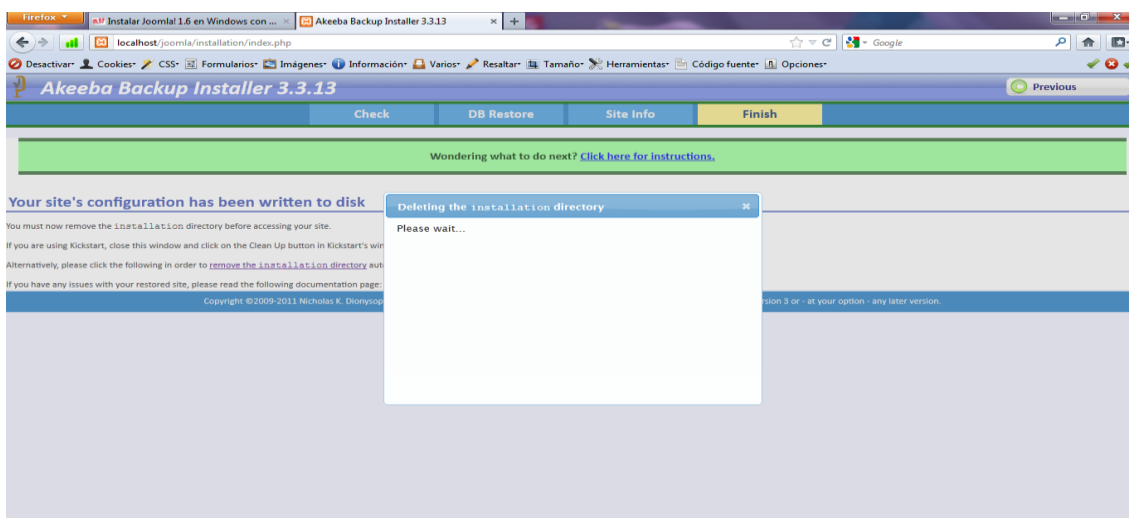 Firefox
Instalar Joomla! 1.6 en Windows con ...
Akeeba Backup Installer 3.3.13
localhost/joomla/installation/index.php
Google
Desactivar Cookies CSS Formularios Imágenes Información Varios Resaltar Tamaño Herramientas Código fuente Opciones
Akeeba Backup Installer 3.3.13
Previous
Check DB Restore Site Info Finish
Wondering what to do next? Click here for instructions.
Your site's configuration has been written to disk
You must now remove the installation directory before accessing your site.
If you are using Kickstart, close this window and click on the Clean Up button in Kickstart's win
Alternatively, please click the following in order to remove the installation directory aut
If you have any issues with your restored site, please read the following documentation page:
Copyright ©2009-2011 Nicholas K. Dionysop
rsion 3 or - at your option - any later version.
Deleting the installation directory
Please wait...